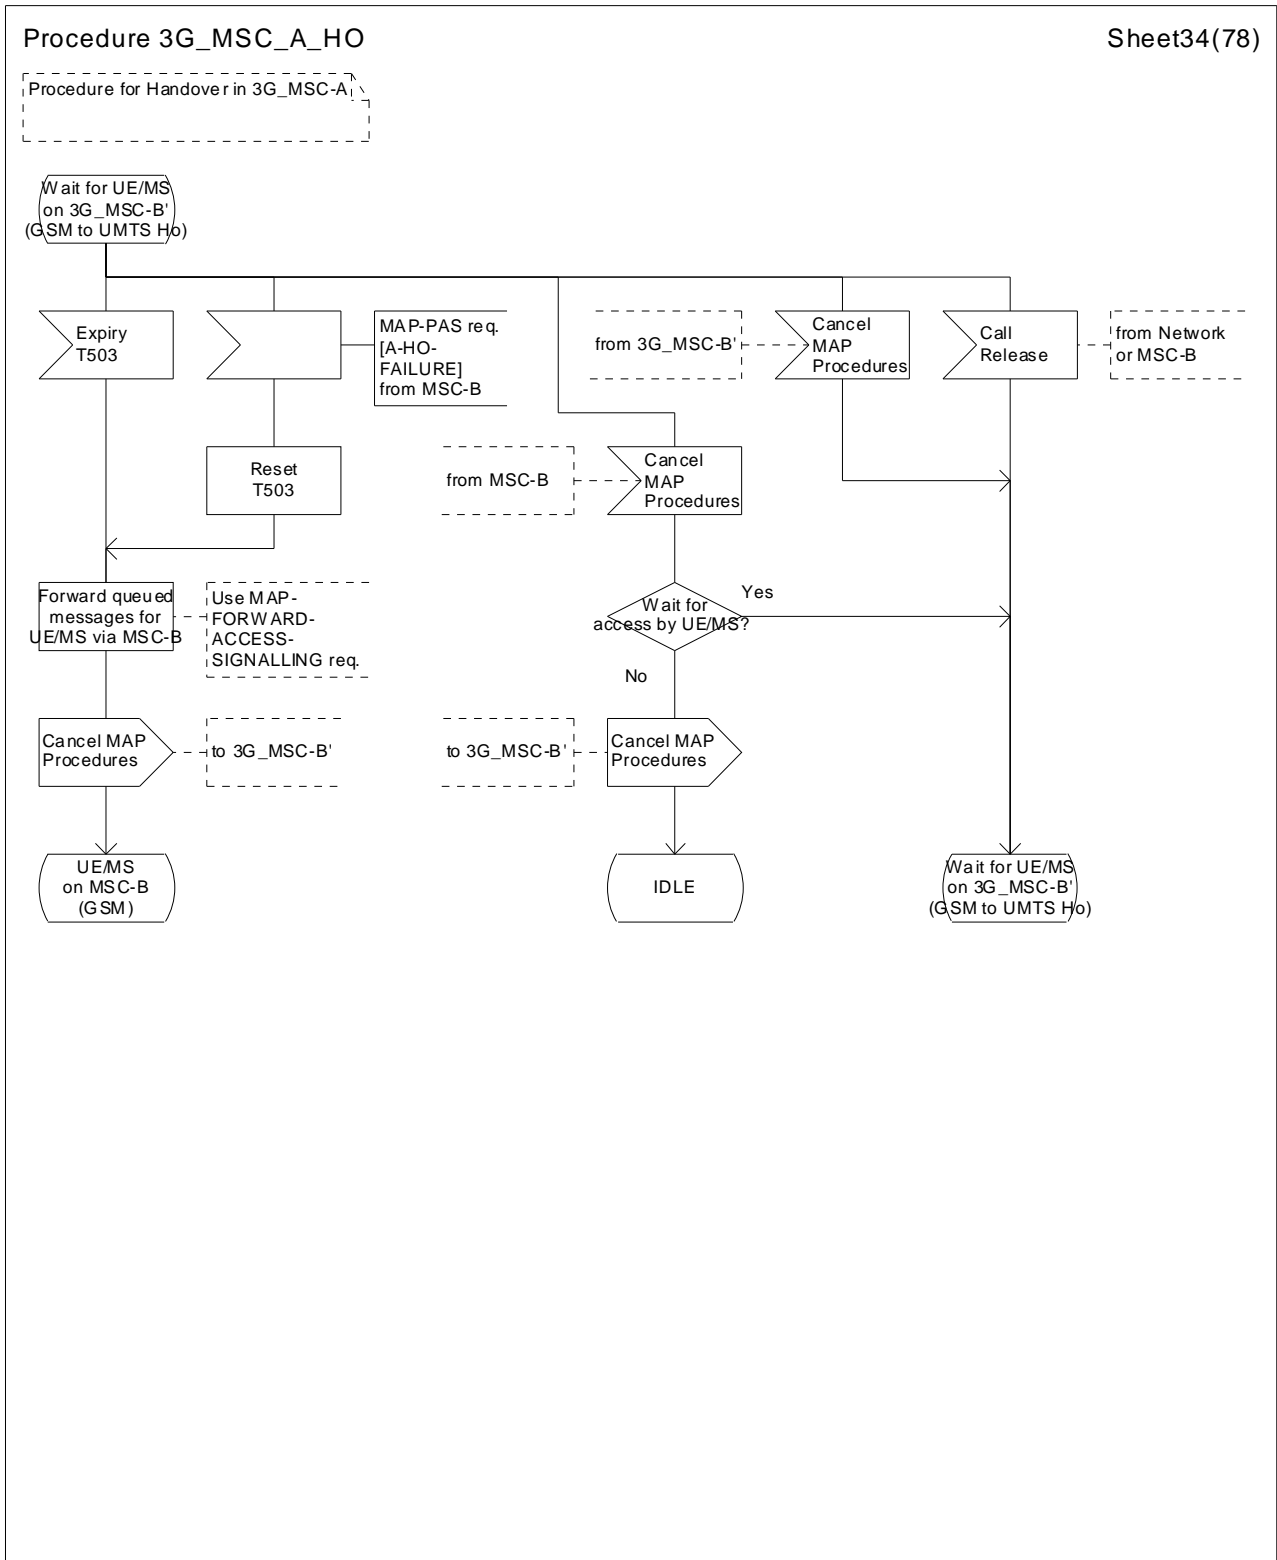 Procedure 3G_MSC_A_HO
Sheet34(78)
Procedure for Handover in 3G_MSC-A
Wait for UE/MS
on 3G_MSC-B'
(GSM to UMTS Ho)
Expiry
T503
MAP-PAS req.
[A-HO-
FAILURE]
from MSC-B
from 3G_MSC-B'
Cancel
MAP
Procedures
Call
Release
from Network
or MSC-B
Reset
T503
from MSC-B
Cancel
MAP
Procedures
Forward queued
messages for
UE/MS via MSC-B
Use MAP-
FORWARD-
ACCESS-
SIGNALLING req.
Wait for
access by UE/MS?
Yes
No
Cancel MAP
Procedures
to 3G_MSC-B'
to 3G_MSC-B'
Cancel MAP
Procedures
UE/MS
on MSC-B
(GSM)
IDLE
Wait for UE/MS
on 3G_MSC-B'
(GSM to UMTS Ho)